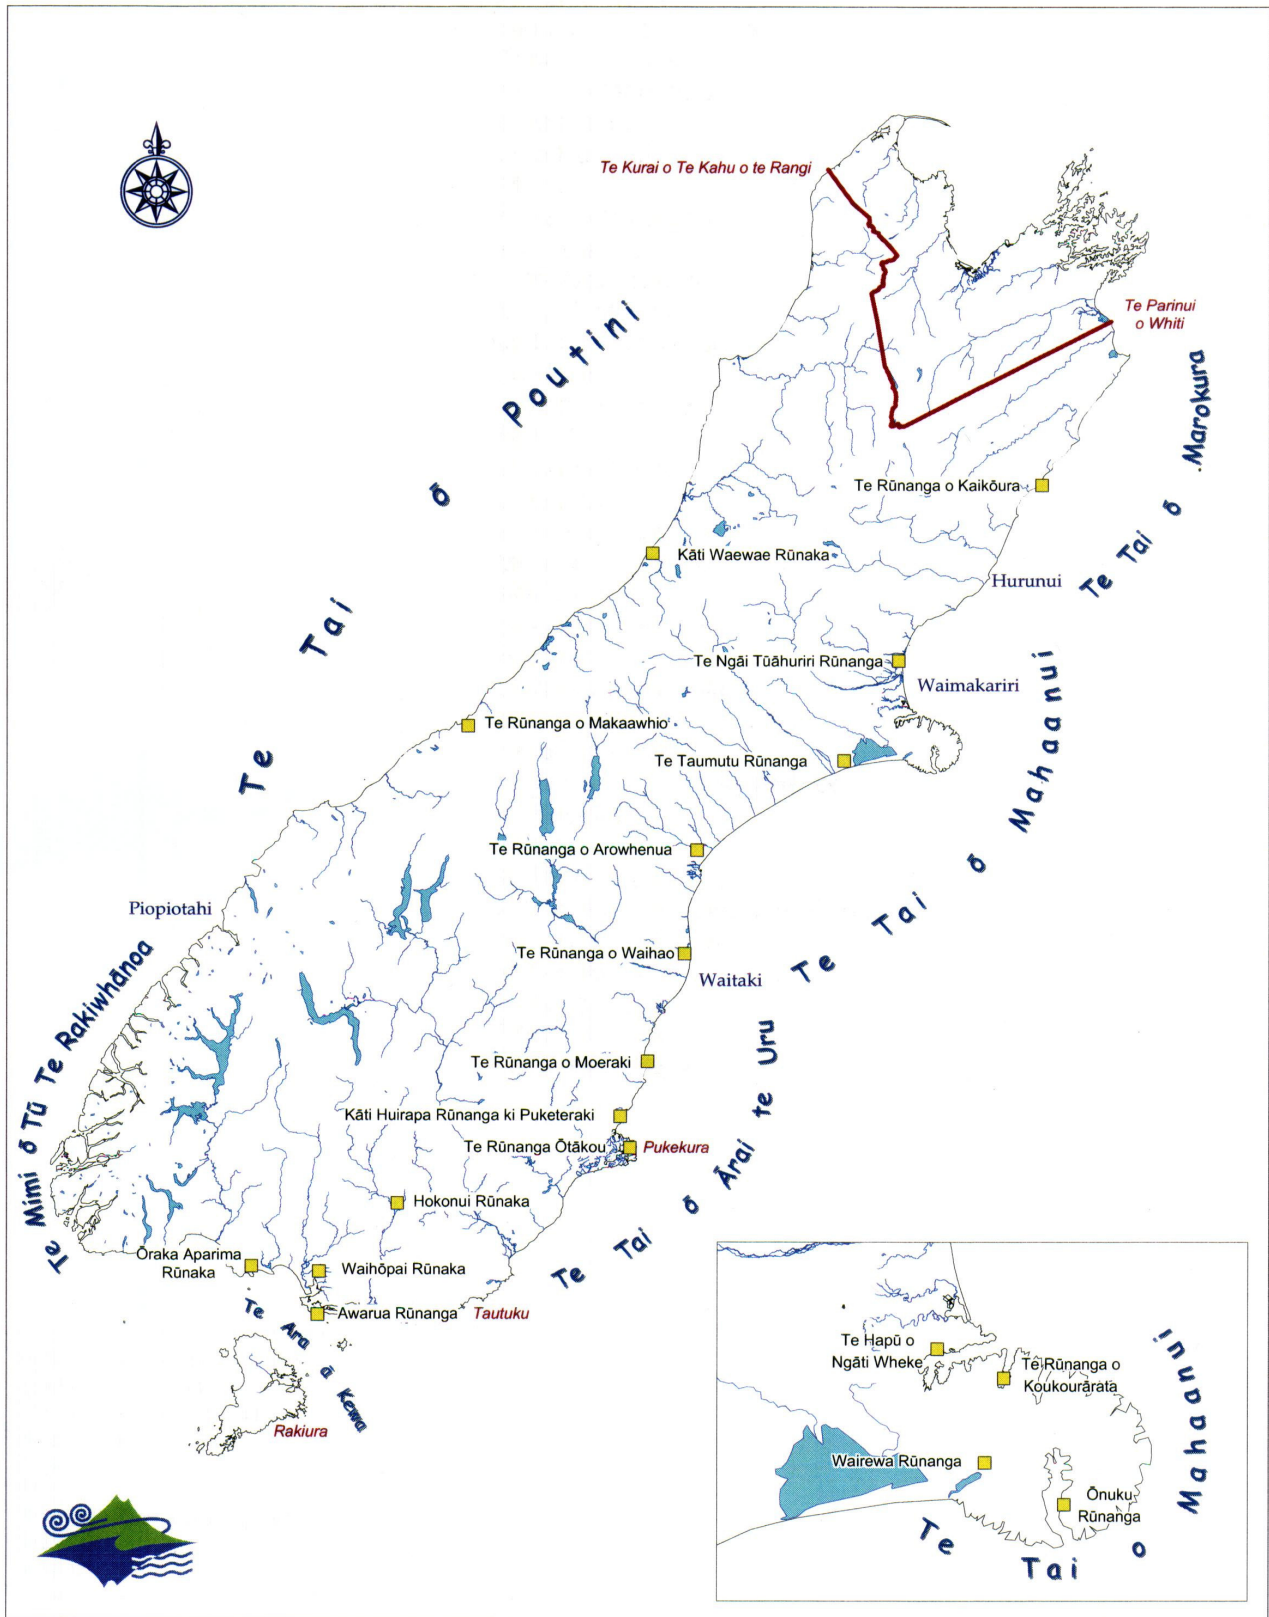 Te Kurai o Te Kahu o te Rangi
Te Parinui
o Whiti
Te Tai ō Poutini
Te Tai ō .Marokura
Te Rūnanga o Kaikōura
Kāti Waewae Rūnaka
Hurunui
Te Ngāi Tūāhuriri Rūnanga
Waimakariri
Te Rūnanga o Makaawhio
Te Taumutu Rūnanga
Te Tai ō Mahaanui
Te Rūnanga o Arowhenua
Piopiotahi
Te Rūnanga o Waihao
Waitaki
Te Mimi ō Tū Te Rakiwhānoa
Te Rūnanga o Moeraki
Te Tai ō Ārai te Uru
Kāti Huirapa Rūnanga ki Puketeraki
Te Rūnanga Ōtākou
Pukekura
Hokonui Rūnaka
Ōraka Aparima
Rūnaka
Waihōpai Rūnaka
Awarua Rūnanga
Tautuku
Te Ara ā Kewa
Rakiura
Te Hapū o
Ngāti Wheke
Te Rūnanga o
Koukourārata
Wairewa Rūnanga
Ōnuku
Rūnanga
Te Tai o Mahaanui